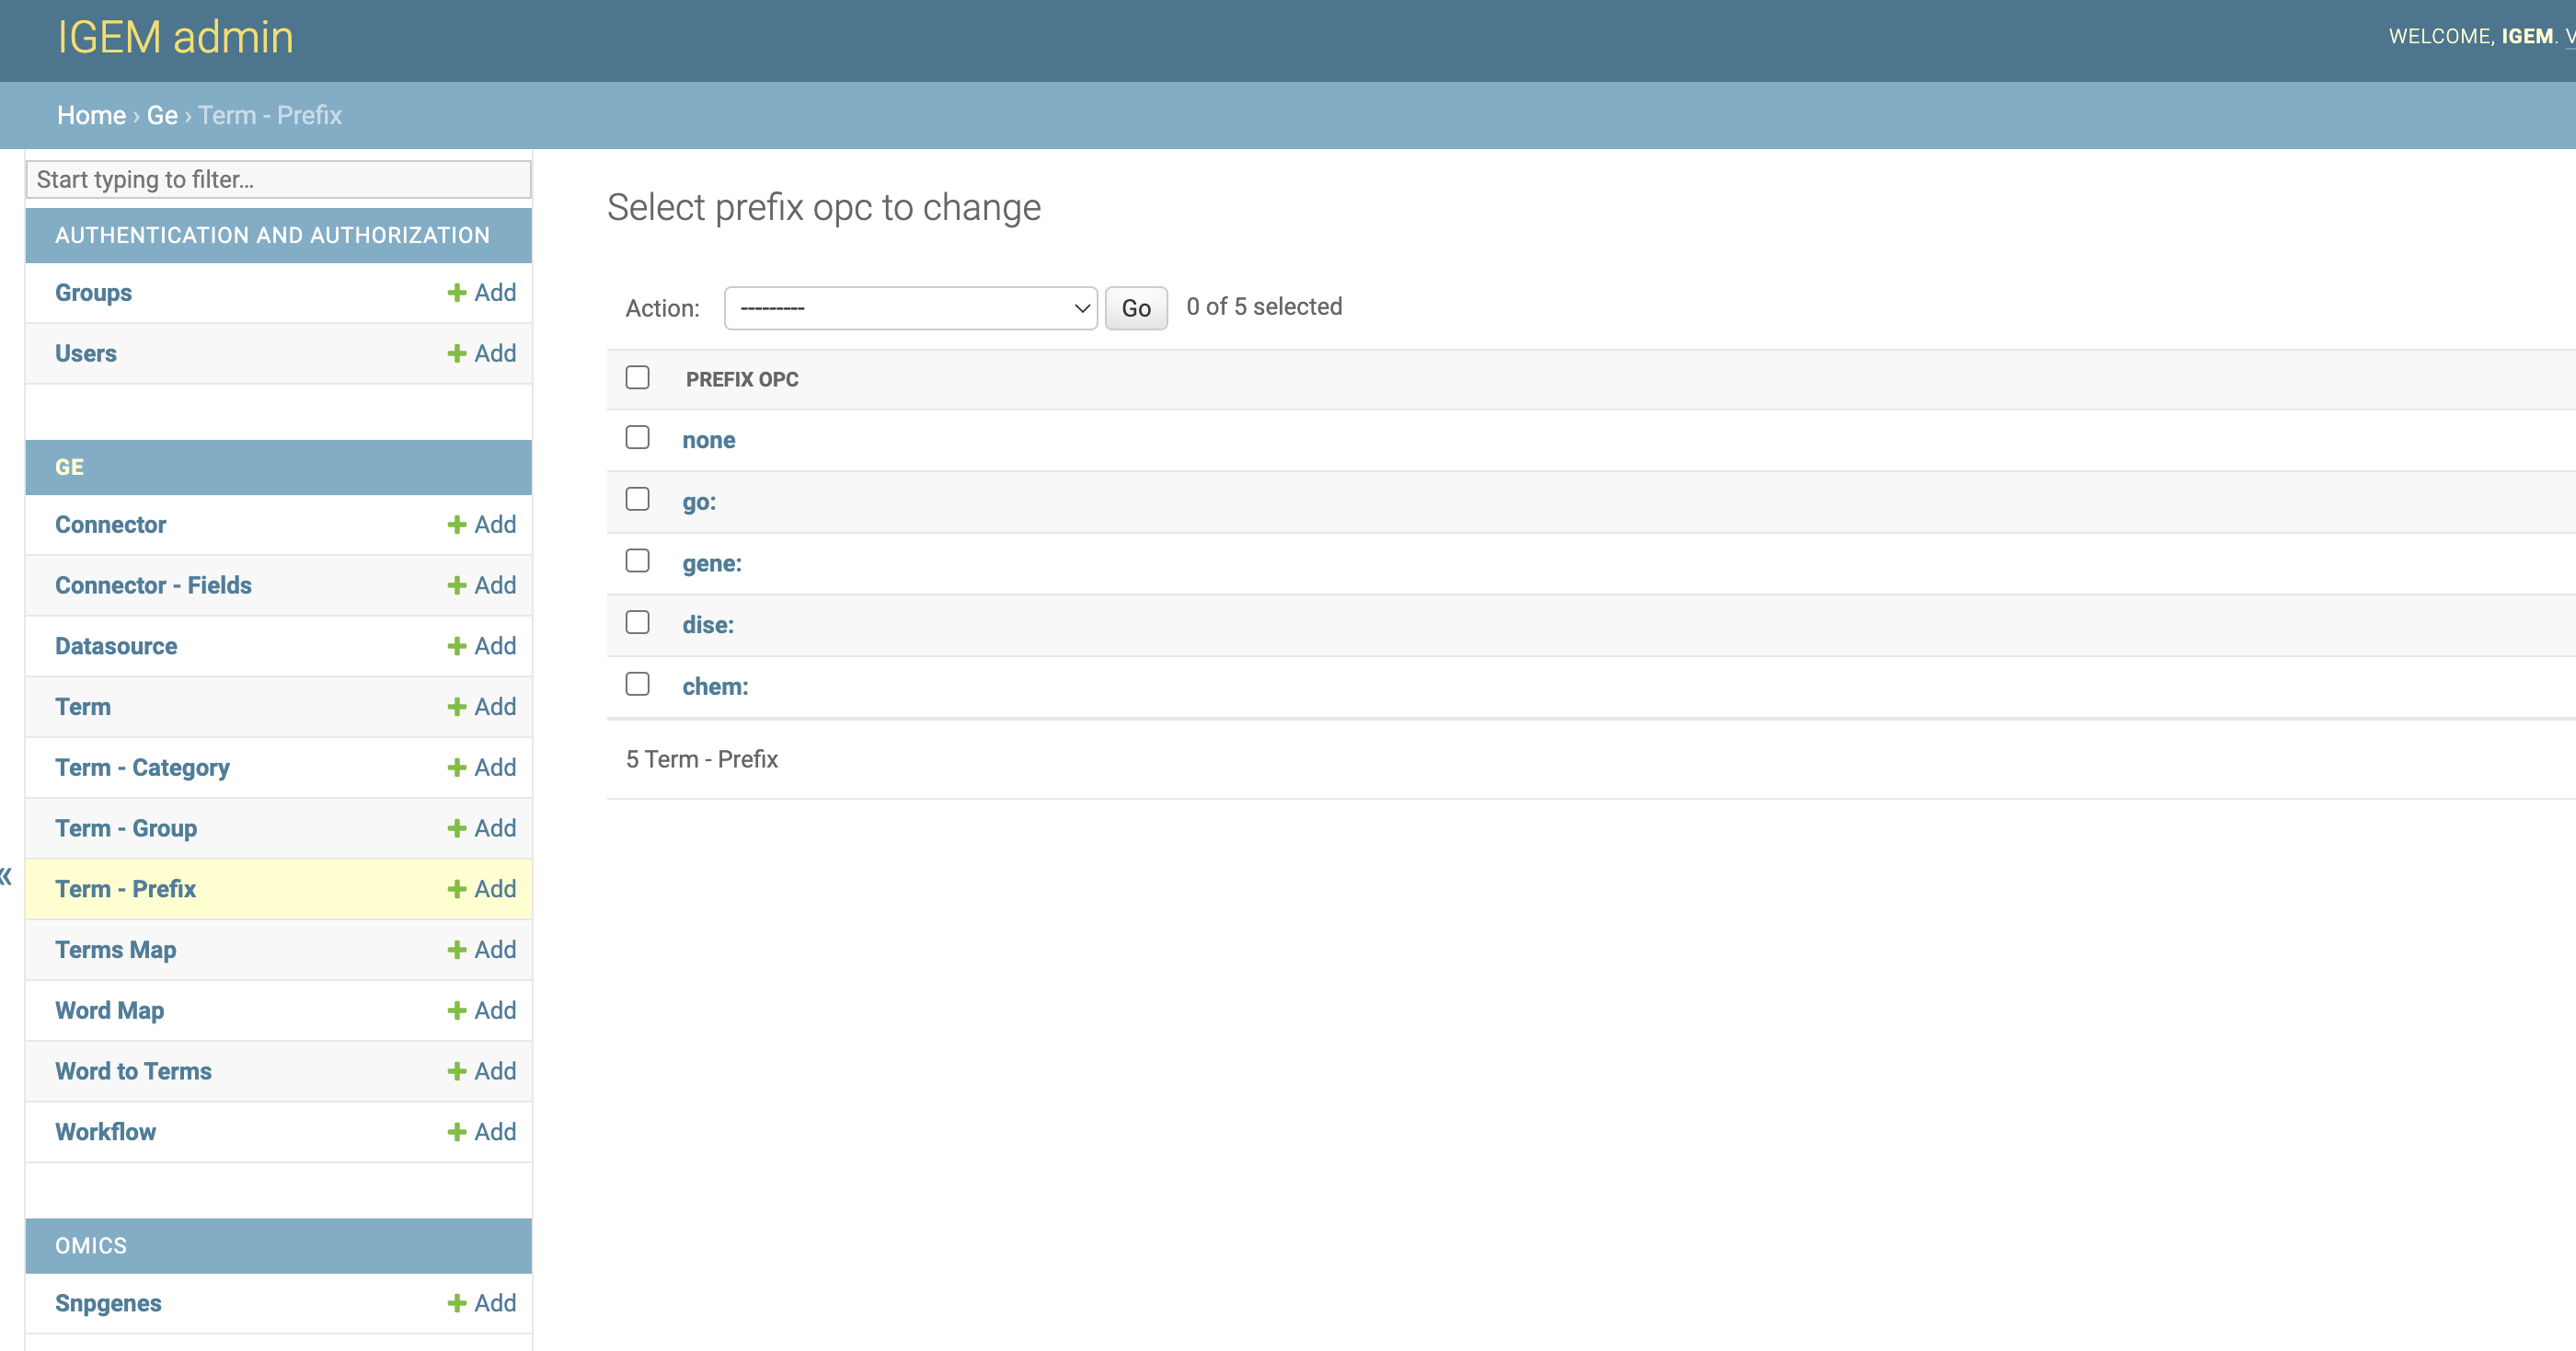 IGEM admin
WELCOME, IGEM.
Home › Ge › Term - Prefix
Start typing to filter...
AUTHENTICATION AND AUTHORIZATION
Groups + Add
Users + Add
GE
Connector + Add
Connector - Fields + Add
Datasource + Add
Term + Add
Term - Category + Add
Term - Group + Add
Term - Prefix + Add
Terms Map + Add
Word Map + Add
Word to Terms + Add
Workflow + Add
OMICS
Snpgenes + Add
«
Select prefix opc to change
Action: --------- Go 0 of 5 selected
PREFIX OPC
none
go:
gene:
dise:
chem:
5 Term - Prefix